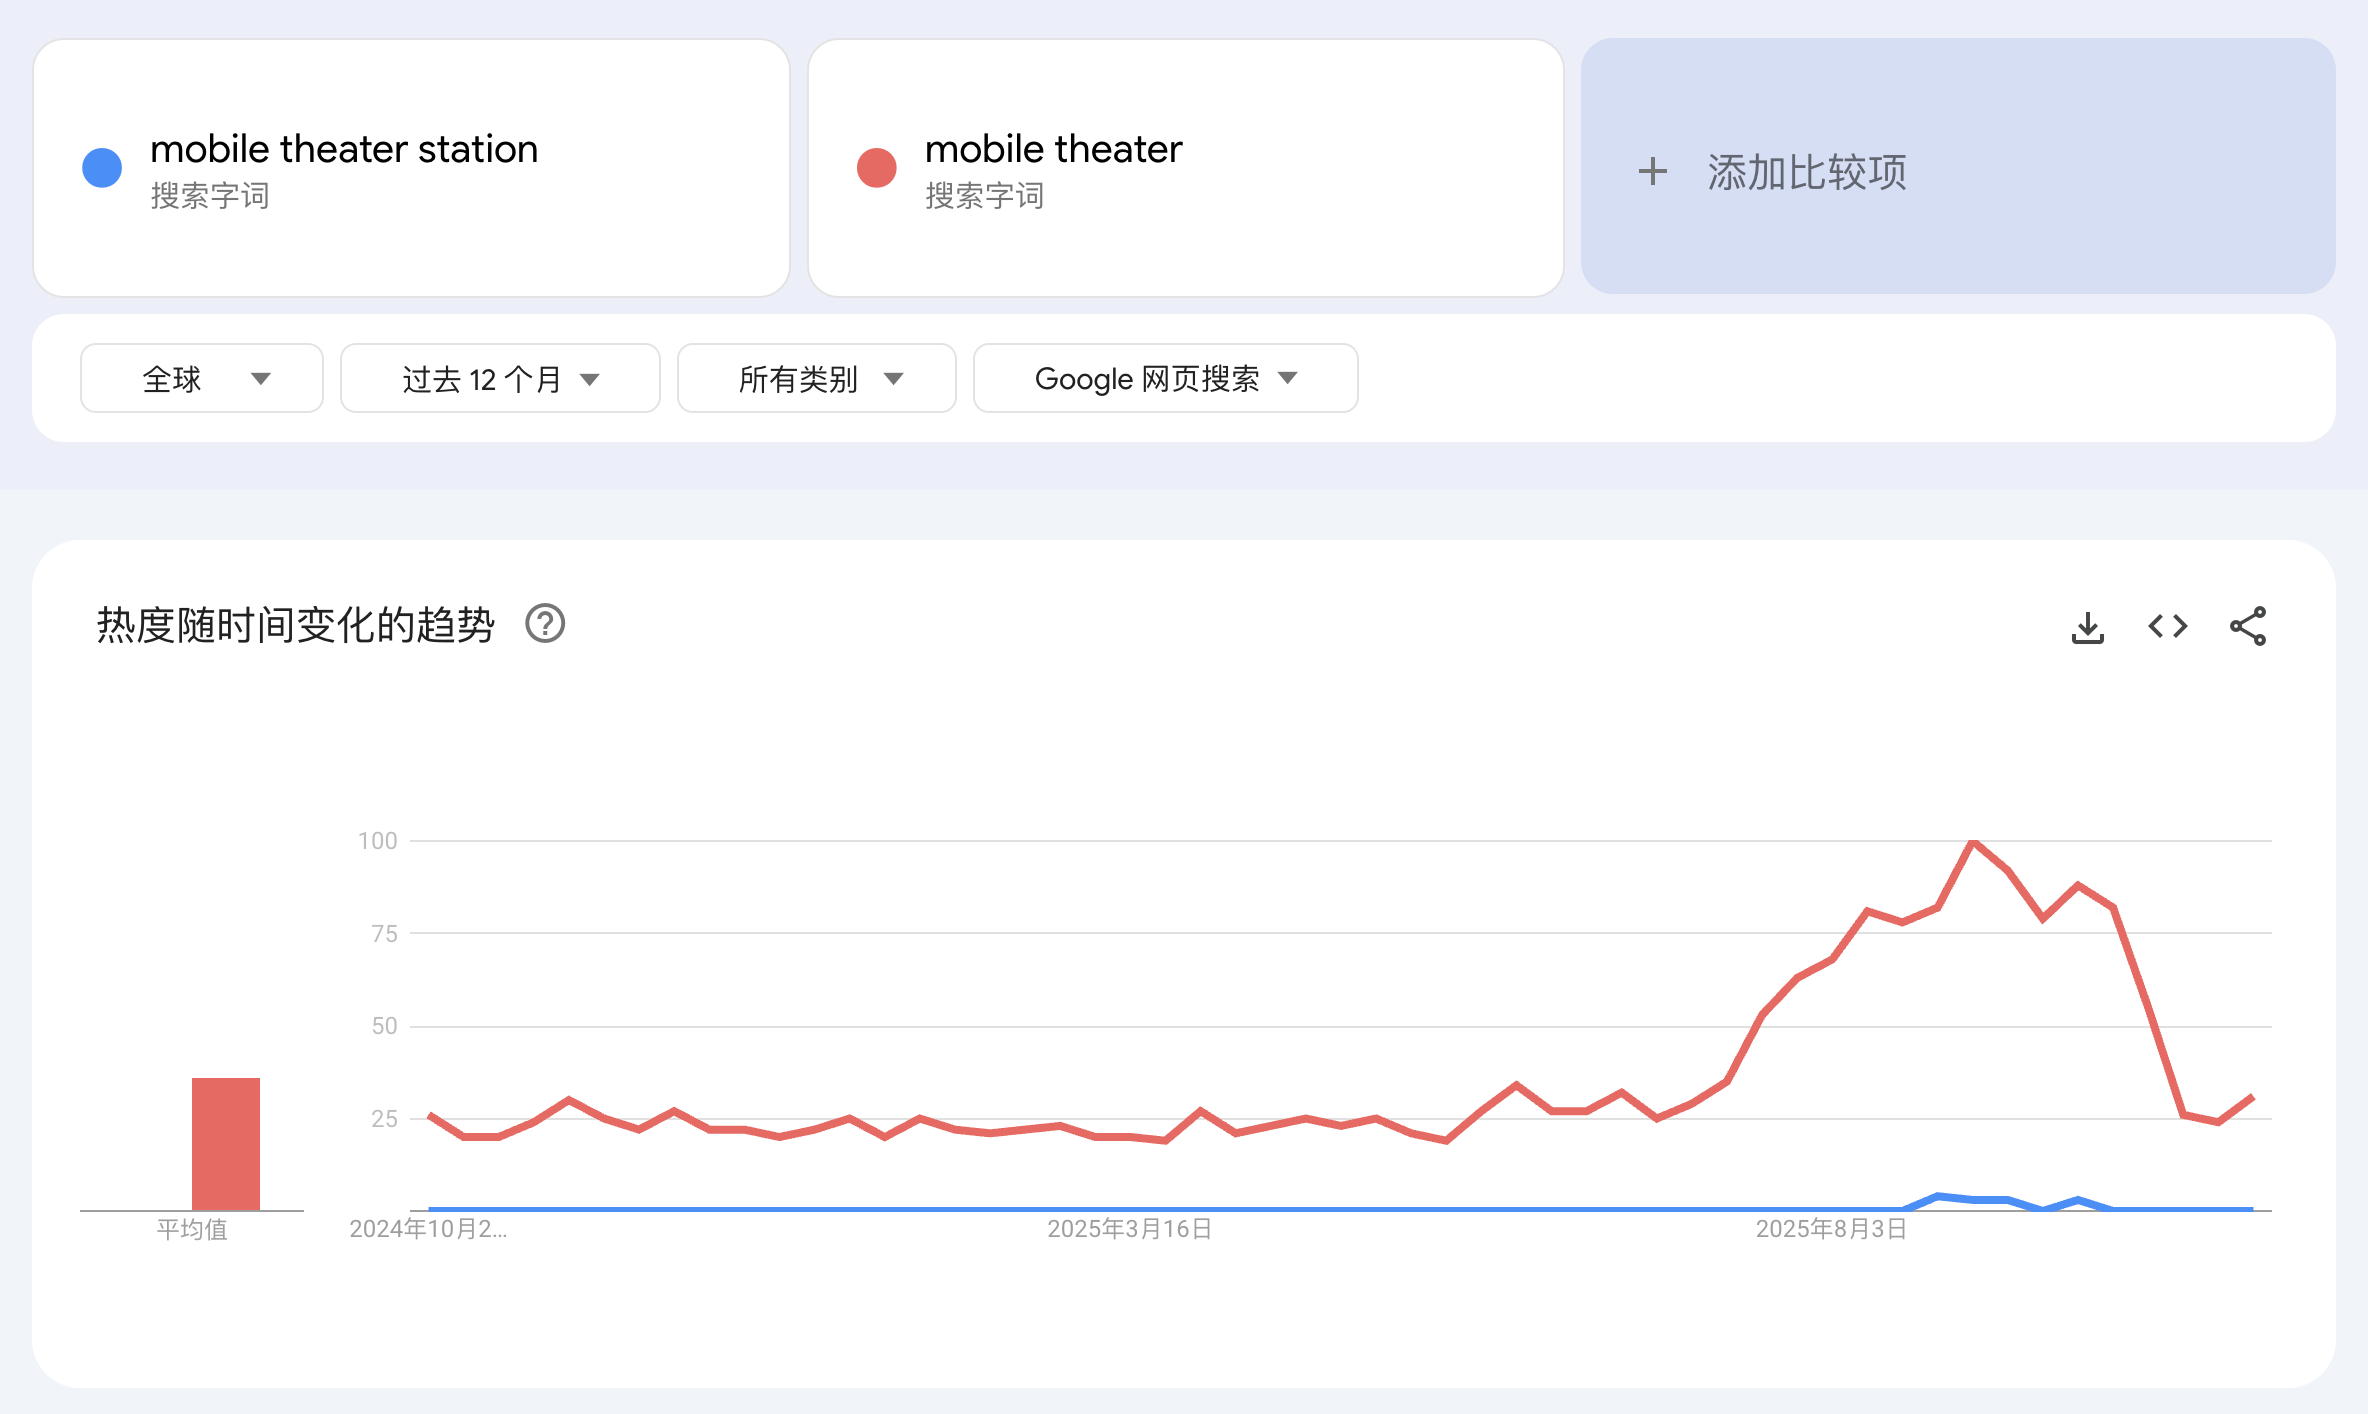 mobile theater station
搜索字词
mobile theater
搜索字词
+ 添加比较项
全球
过去 12 个月
所有类别
Google 网页搜索
热度随时间变化的趋势
100
75
50
25
平均值
2024年10月2...
2025年3月16日
2025年8月3日